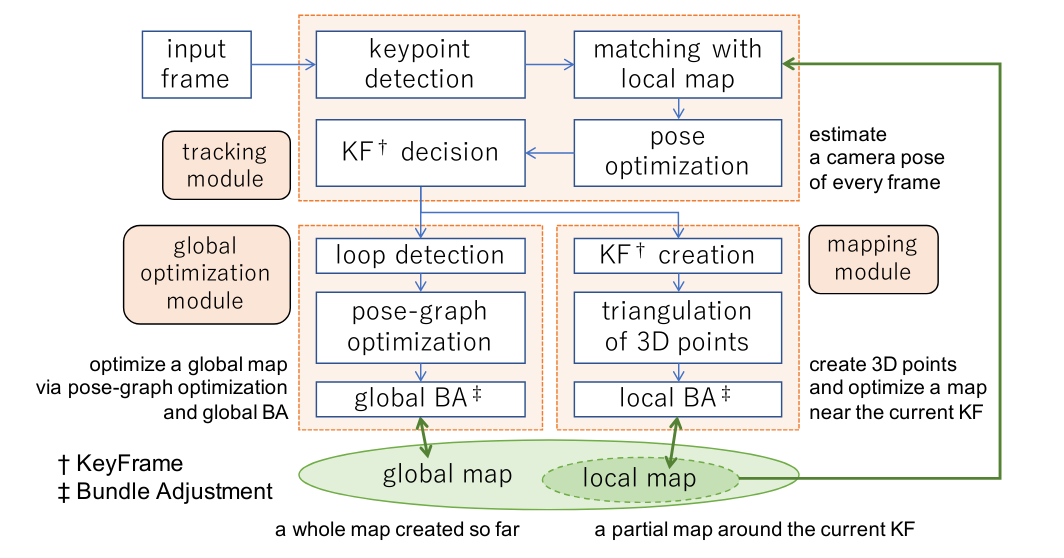 input
frame
keypoint
detection
matching with
local map
tracking
module
KF† decision
pose
optimization
estimate
a camera pose
of every frame
global
optimization
module
loop detection
KF† creation
mapping
module
pose-graph
optimization
triangulation
of 3D points
optimize a global map
via pose-graph optimization
and global BA
global BA‡
local BA‡
create 3D points
and optimize a map
near the current KF
† KeyFrame
‡ Bundle Adjustment
global map
local map
a whole map created so far
a partial map around the current KF